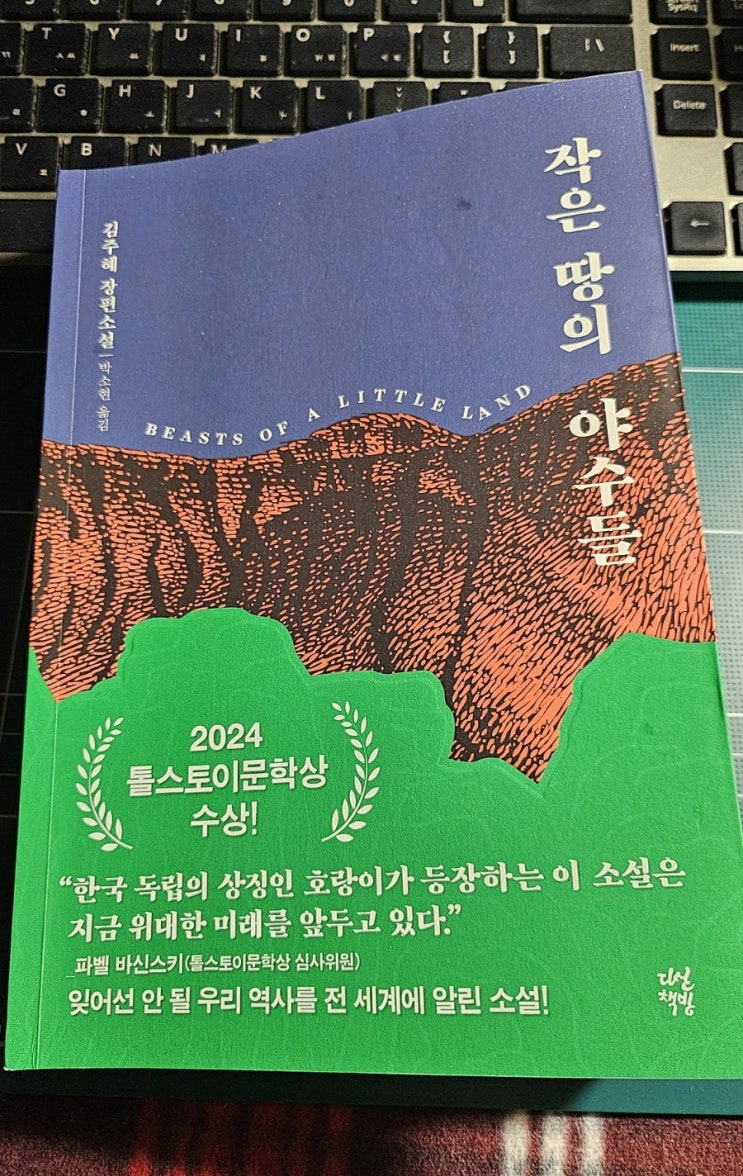 SysRq
T Y U I O P { } | \
ㅅ ㅛ ㅕ ㅑ [ ]
Insert
G H J K L
ㅎ ㅗ ㅓ ㅏ ㅣ
Delete
V B N M
ㅍ ㅠ
←
작은 땅의 야수들
김주혜 장편소설 | 박소현 옮김
BEASTS OF A LITTLE LAND
2024
톨스토이문학상
수상!
“한국 독립의 상징인 호랑이가 등장하는 이 소설은
지금 위대한 미래를 앞두고 있다.”
_파벨 바신스키(톨스토이문학상 심사위원)
잊어선 안 될 우리 역사를 전 세계에 알린 소설!
다산
책방